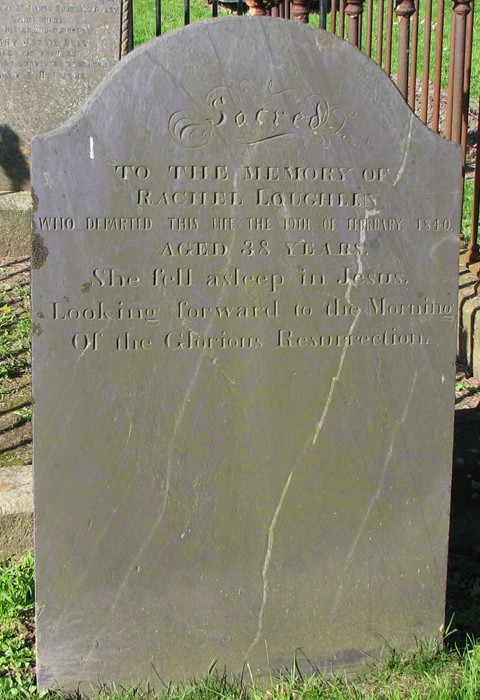 Sacred
TO THE MEMORY OF
RACHEL LOUGHLIN
WHO DEPARTED THIS LIFE THE 10TH OF FEBRUARY, 1840.
AGED 38 YEARS.
She fell asleep in Jesus.
Looking forward to the Morning
Of the Glorious Resurrection.